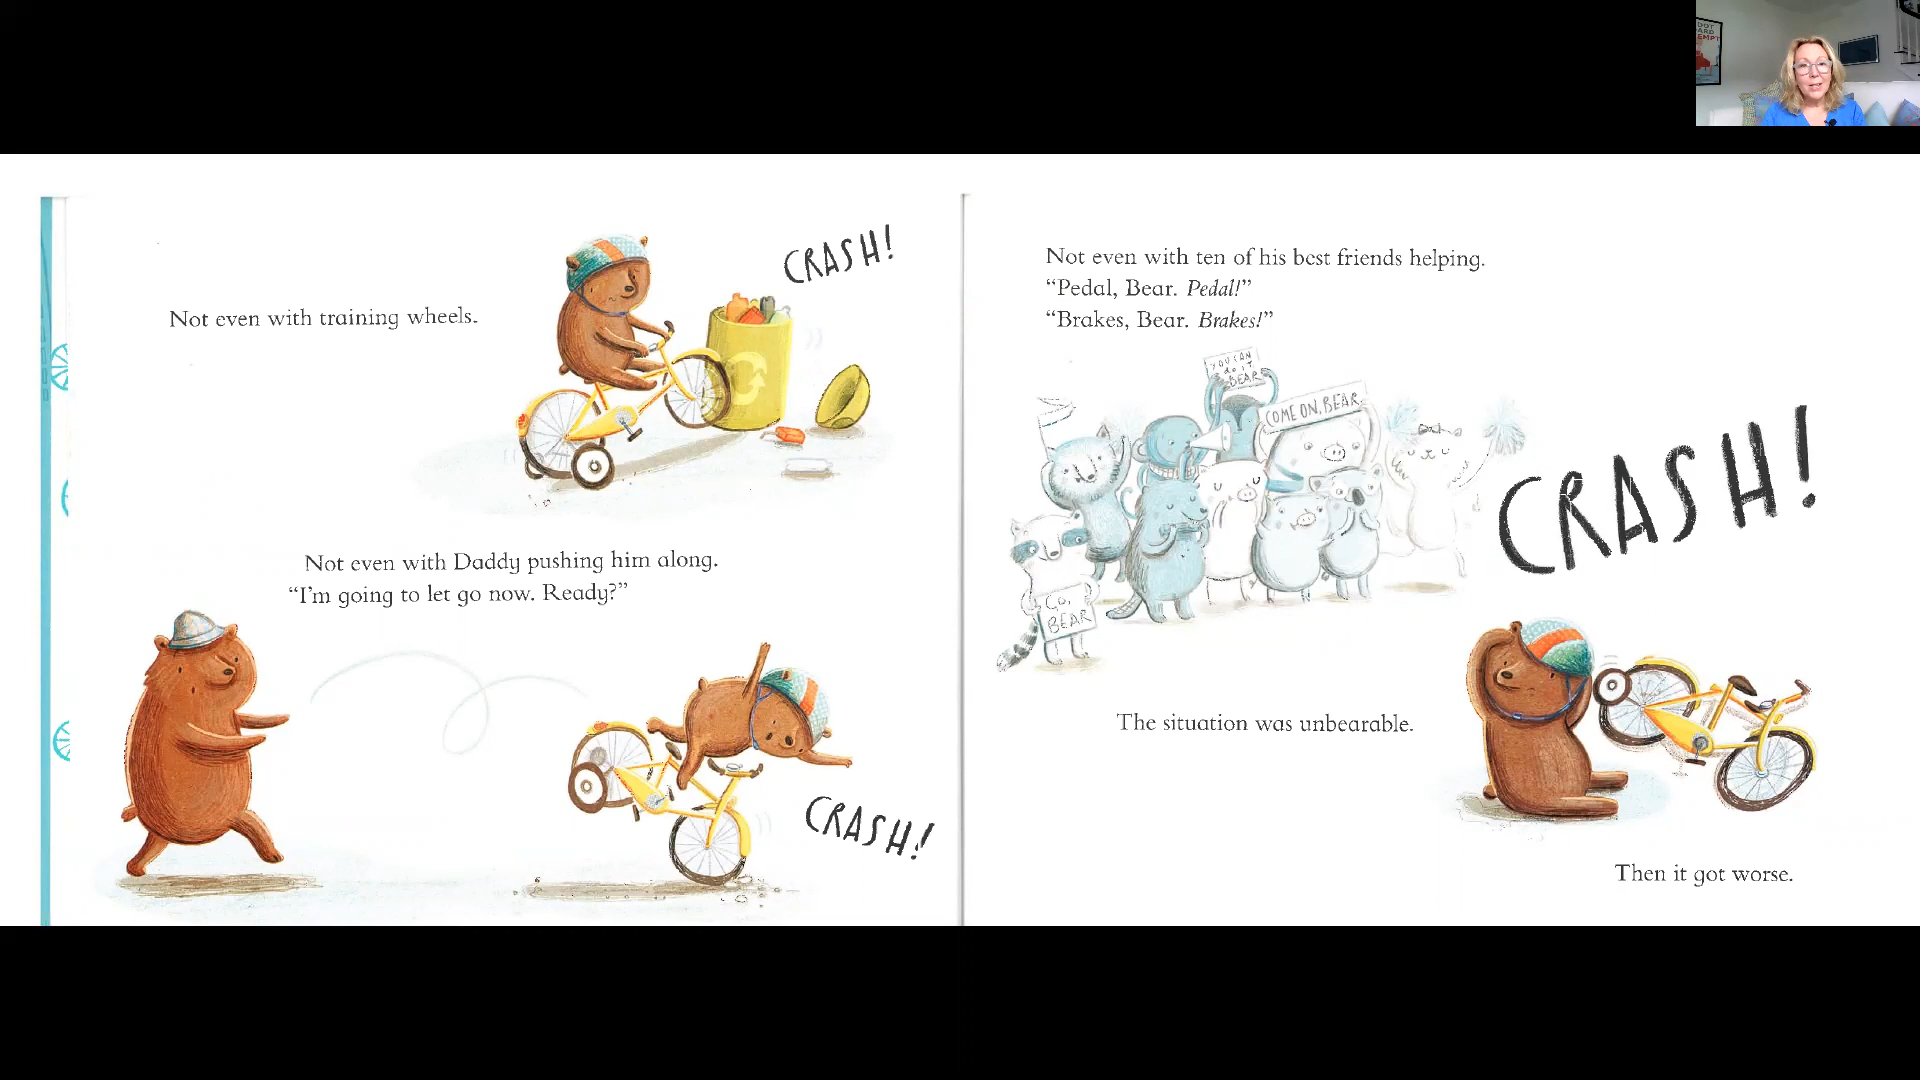 Not even with training wheels.
CRASH!
Not even with Daddy pushing him along.
“I’m going to let go now. Ready?”
CRASH!
Not even with ten of his best friends helping.
“Pedal, Bear. Pedal!”
“Brakes, Bear. Brakes!”
YOU CAN
do iT
BEAR
COME ON, BEAR
GO,
BEAR
CRASH!
The situation was unbearable.
Then it got worse.